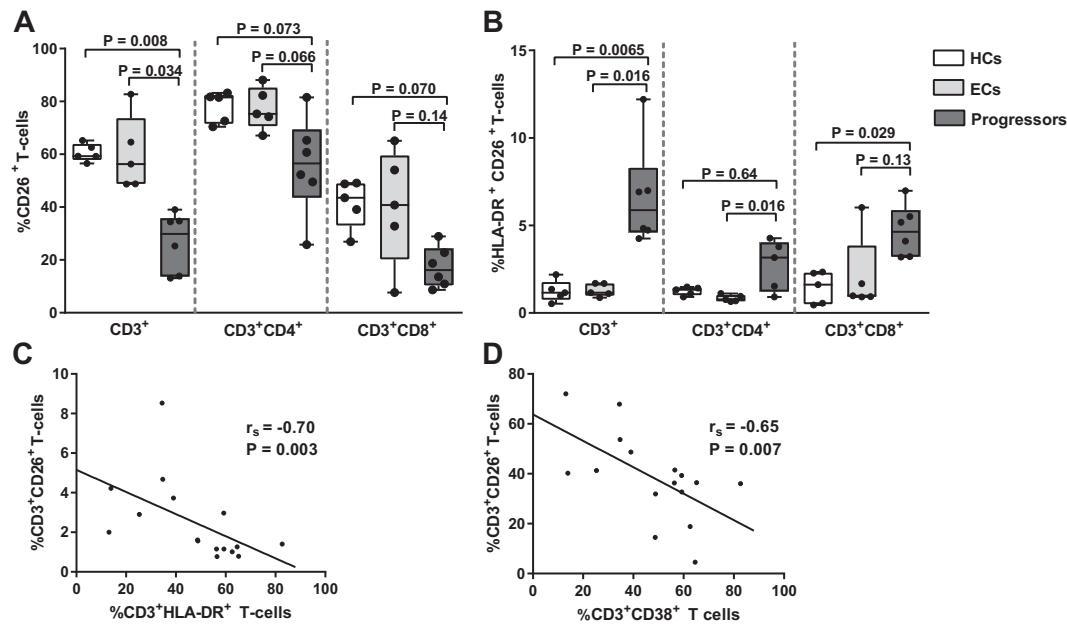 A
P = 0.008
P = 0.034
P = 0.073
P = 0.066
P = 0.070
P = 0.14
100
80
60
40
20
0
%CD26 + T-cells
CD3+
CD3+CD4+
CD3+CD8+
B
P = 0.0065
P = 0.016
P = 0.64
P = 0.016
P = 0.029
P = 0.13
15
10
5
0
%HLA-DR + CD26 + T-cells
CD3+
CD3+CD4+
CD3+CD8+
HCs
ECs
Progressors
C
10
8
6
4
2
0
%CD3+CD26+ T-cells
rs = -0.70
P = 0.003
0 20 40 60 80 100
%CD3+HLA-DR+ T-cells
D
80
60
40
20
0
%CD3+CD26+ T-cells
rs = -0.65
P = 0.007
0 20 40 60 80 100
%CD3+CD38+ T cells